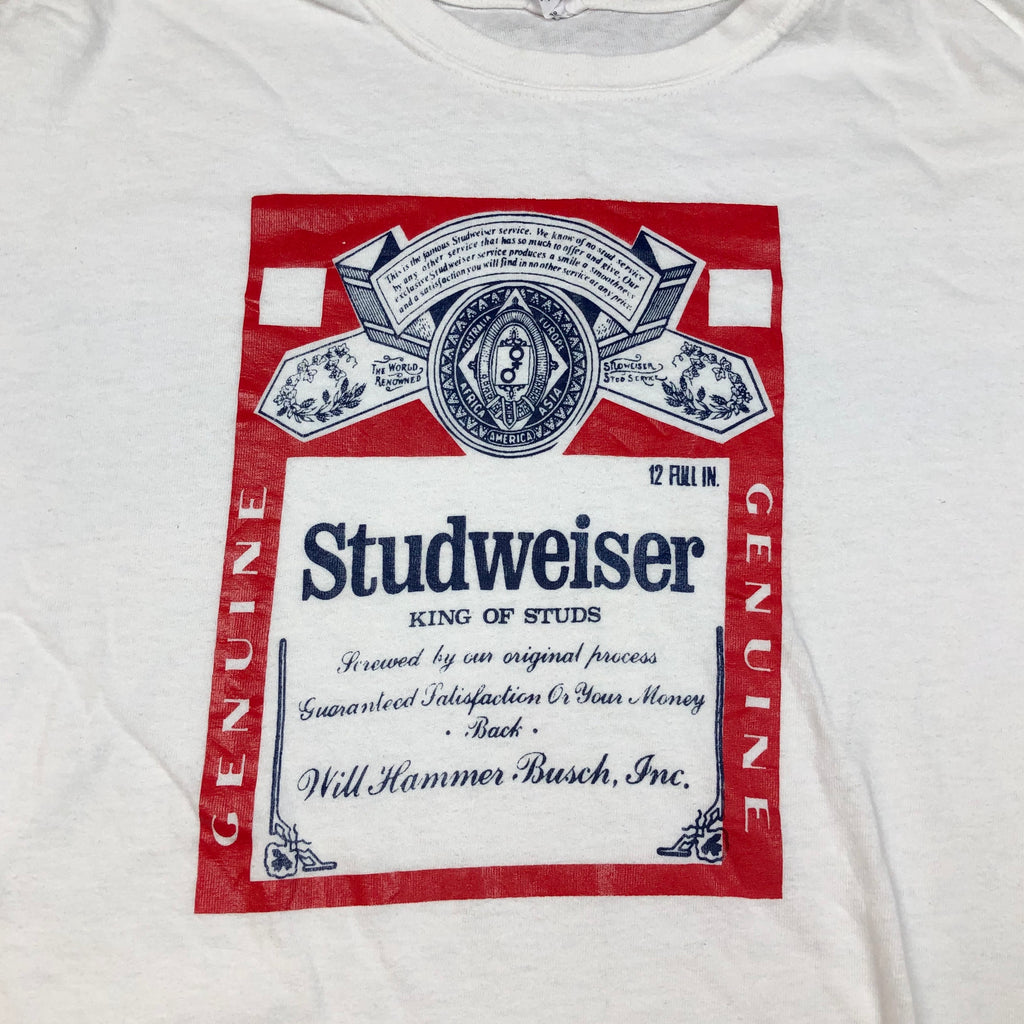 This is the famous Studweiser service. We know of no stud service
by any other service that has so much to offer and give. Our
exclusive Studweiser service produces a smile a smoothness
and a satisfaction you will find in no other service at any price.
THE WORLD
RENOWNED
AUSTRALIA EUROPE
AFRICA ASIA
AMERICA
STUDWEISER
STUD SERVICE
12 FULL IN.
GENUINE
GENUINE
Studweiser
KING OF STUDS
Screwed by our original process
Guaranteed Satisfaction Or Your Money
· Back ·
Will Hammer Busch, Inc.